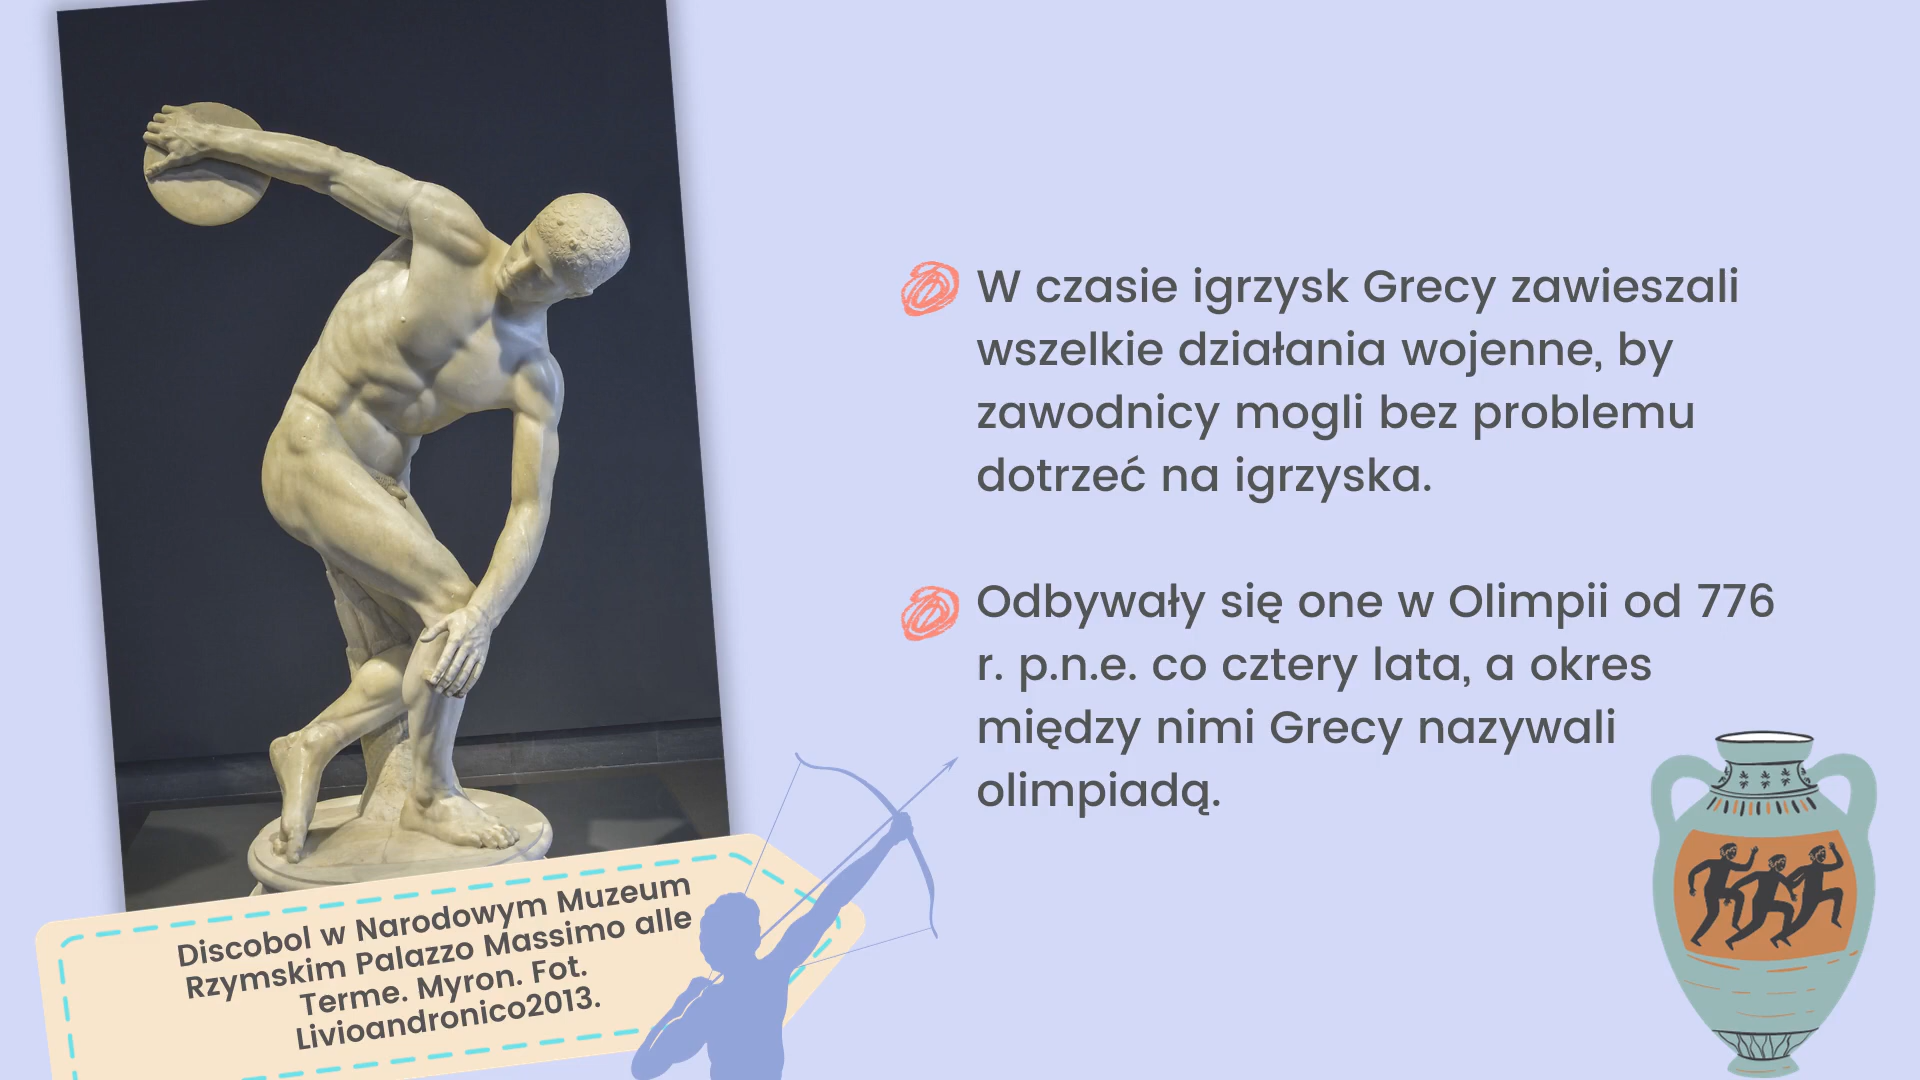 W czasie igrzysk Grecy zawieszali
wszelkie działania wojenne, by
zawodnicy mogli bez problemu
dotrzeć na igrzyska.
Odbywały się one w Olimpii od 776
r. p.n.e. co cztery lata, a okres
między nimi Grecy nazywali
olimpiadą.
Discobol w Narodowym Muzeum
Rzymskim Palazzo Massimo alle
Terme. Myron. Fot.
Livioandronico2013.